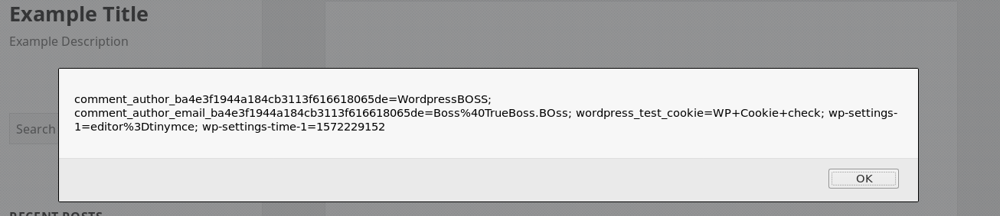 Example Title
Example Description
comment_author_ba4e3f1944a184cb3113f616618065de=WordpressBOSS;
comment_author_email_ba4e3f1944a184cb3113f616618065de=Boss%40TrueBoss.BOss; wordpress_test_cookie=WP+Cookie+check; wp-settings-
1=editor%3Dtinymce; wp-settings-time-1=1572229152
Search
OK
RECENT POSTS